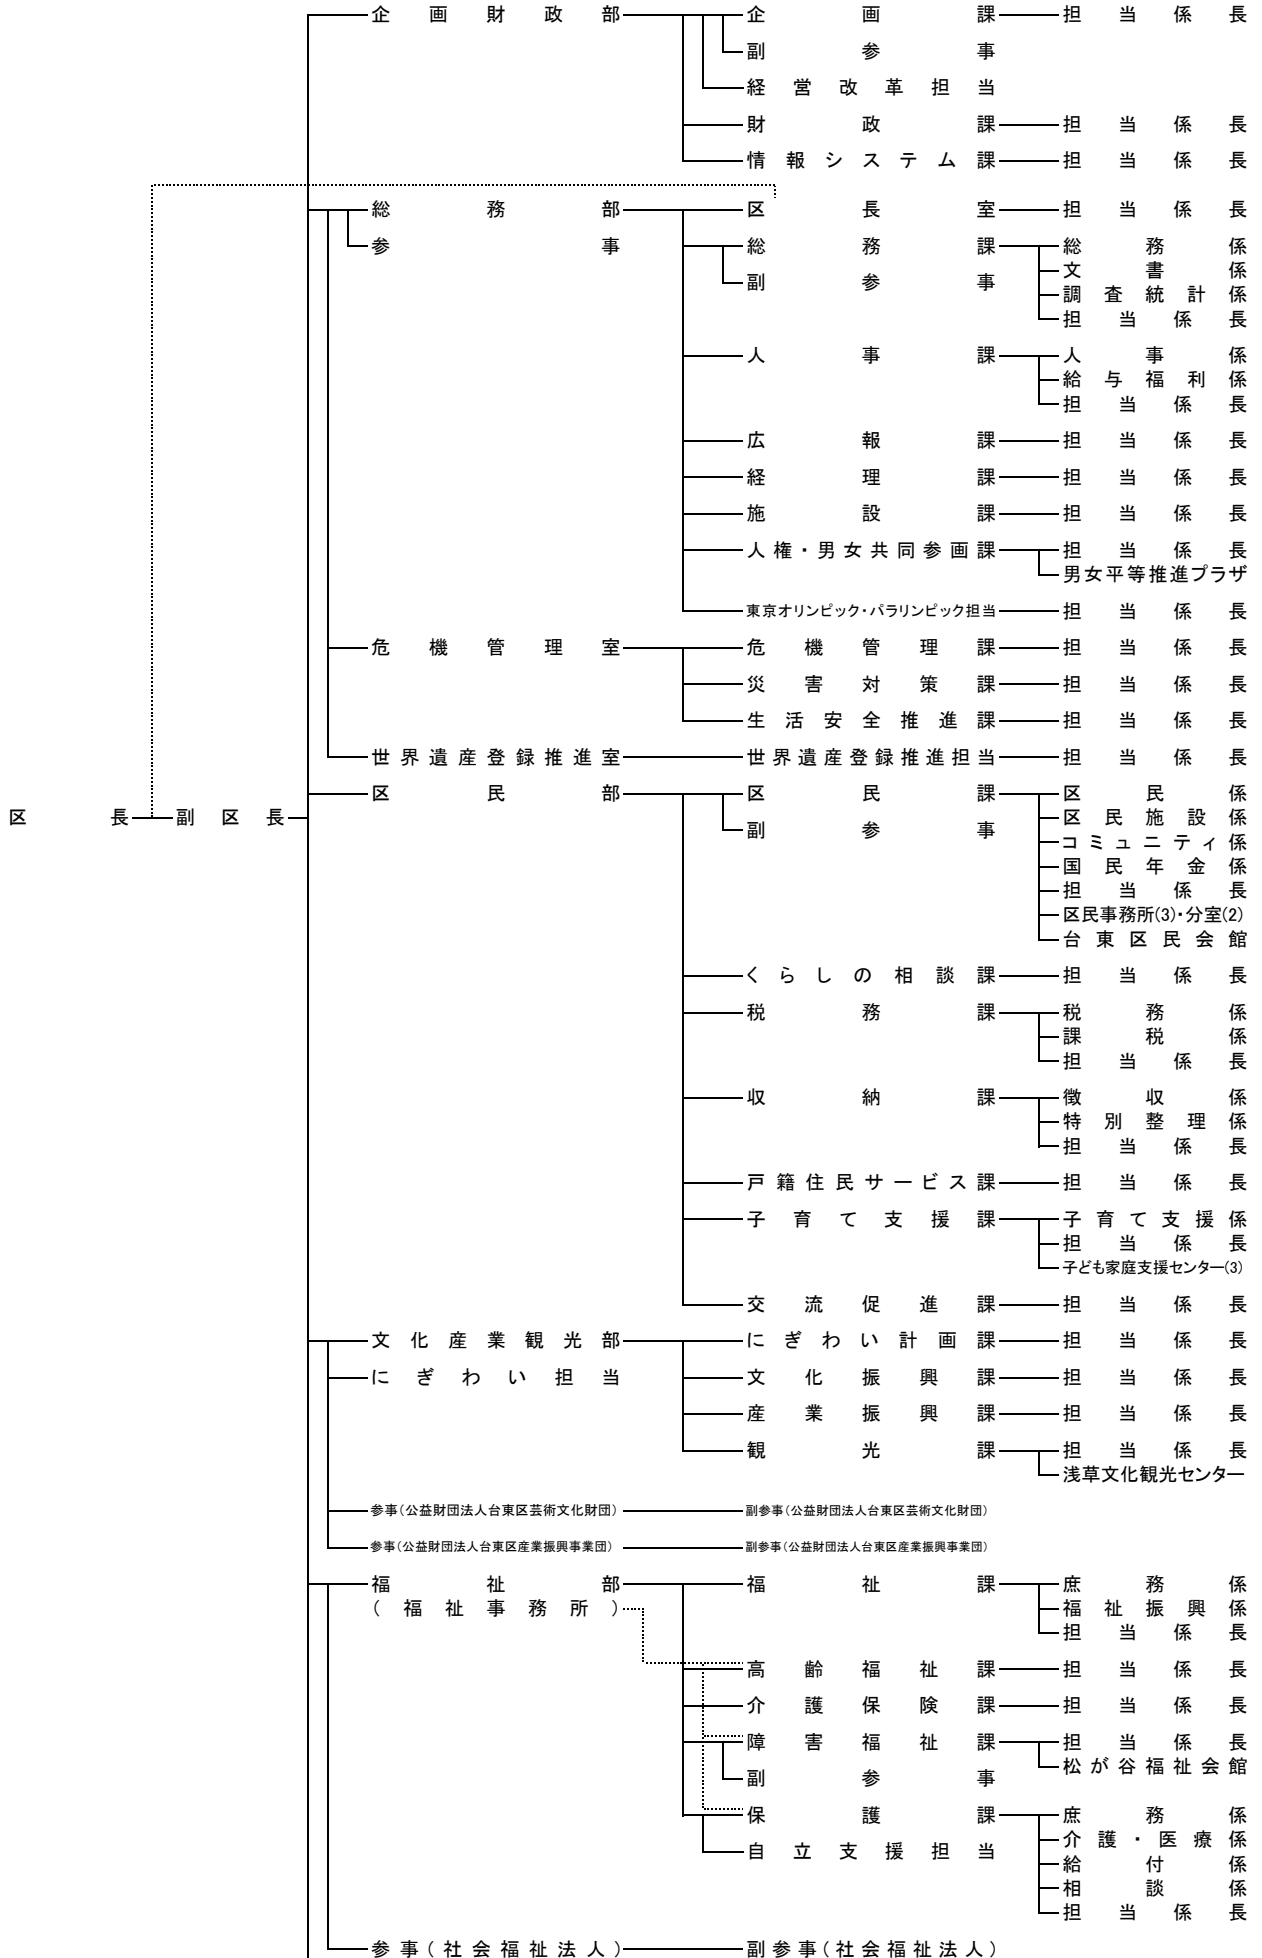 企画財政部 企画課 担当係長
副参事
経営改革担当
財政課 担当係長
情報システム課 担当係長
総務部 区長室 担当係長
参事 総務課 総務係
文書係
副参事
調査統計係
担当係長
人事課 人事係
給与福利係
担当係長
広報課 担当係長
経理課 担当係長
施設課 担当係長
人権・男女共同参画課 担当係長
男女平等推進プラザ
東京オリンピック・パラリンピック担当 担当係長
危機管理室 危機管理課 担当係長
災害対策課 担当係長
生活安全推進課 担当係長
世界遺産登録推進室 世界遺産登録推進担当 担当係長
区民部 区民課 区民係
区長 副区長 区民施設係
副参事
コミュニティ係
国民年金係
担当係長
区民事務所(3)・分室(2)
台東区民会館
くらしの相談課 担当係長
税務課 税務係
課税係
担当係長
収納課 徴収係
特別整理係
担当係長
戸籍住民サービス課 担当係長
子育て支援課 子育て支援係
担当係長
子ども家庭支援センター(3)
交流促進課 担当係長
文化産業観光部 にぎわい計画課 担当係長
にぎわい担当 文化振興課 担当係長
産業振興課 担当係長
観光課 担当係長
浅草文化観光センター
参事(公益財団法人台東区芸術文化財団) 副参事(公益財団法人台東区芸術文化財団)
参事(公益財団法人台東区産業振興事業団) 副参事(公益財団法人台東区産業振興事業団)
福祉部 福祉課 庶務係
(福祉事務所) 福祉振興係
担当係長
高齢福祉課 担当係長
介護保険課 担当係長
障害福祉課 担当係長
松が谷福祉会館
副参事
保護課 庶務係
介護・医療係
自立支援担当
給付係
相談係
担当係長
参事(社会福祉法人) 副参事(社会福祉法人)